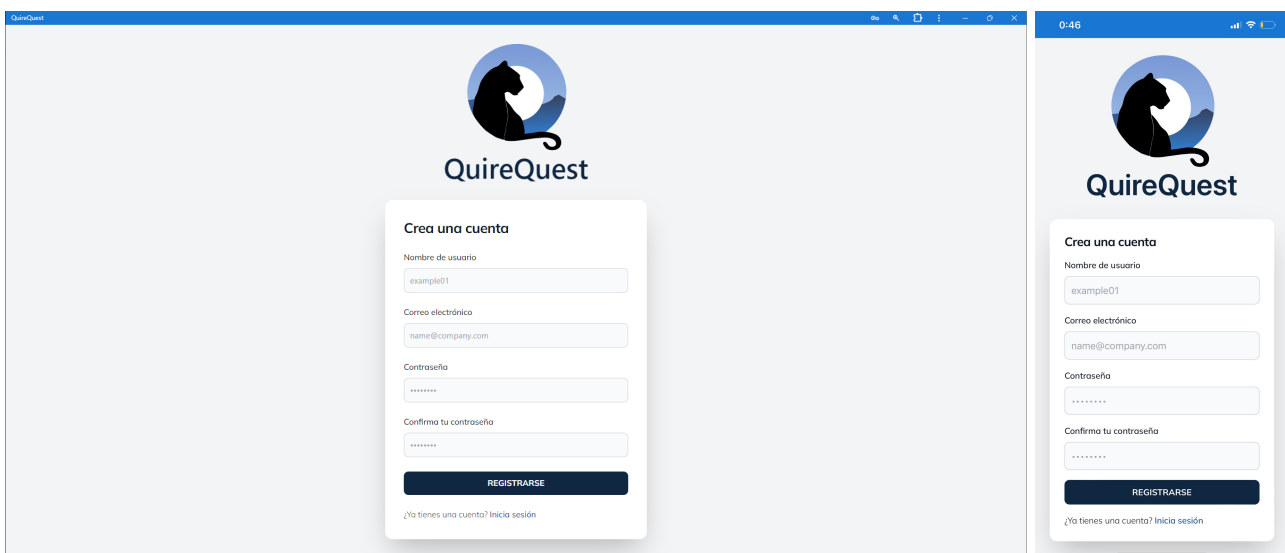 QuireQuest
QuireQuest
Crea una cuenta
Nombre de usuario
example01
Correo electrónico
name@company.com
Contraseña
••••••••
Confirma tu contraseña
••••••••
REGISTRARSE
¿Ya tienes una cuenta? Inicia sesión
0:46
QuireQuest
Crea una cuenta
Nombre de usuario
example01
Correo electrónico
name@company.com
Contraseña
••••••••
Confirma tu contraseña
••••••••
REGISTRARSE
¿Ya tienes una cuenta? Inicia sesión